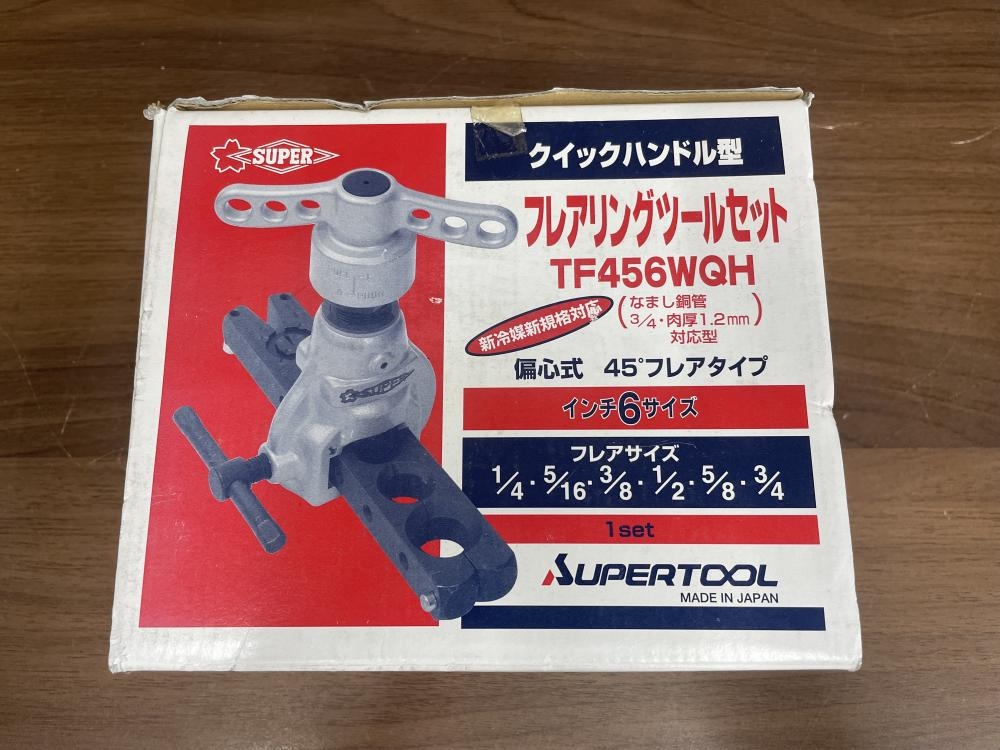 SUPER
クイックハンドル型
フレアリングツールセット
TF456WQH
新冷媒新規格対応
(なまし銅管
3/4・肉厚1.2mm)
対応型
偏心式 45°フレアタイプ
インチ6サイズ
フレアサイズ
1/4・5/16・3/8・1/2・5/8・3/4
1set
SUPERTOOL
MADE IN JAPAN
SUPER